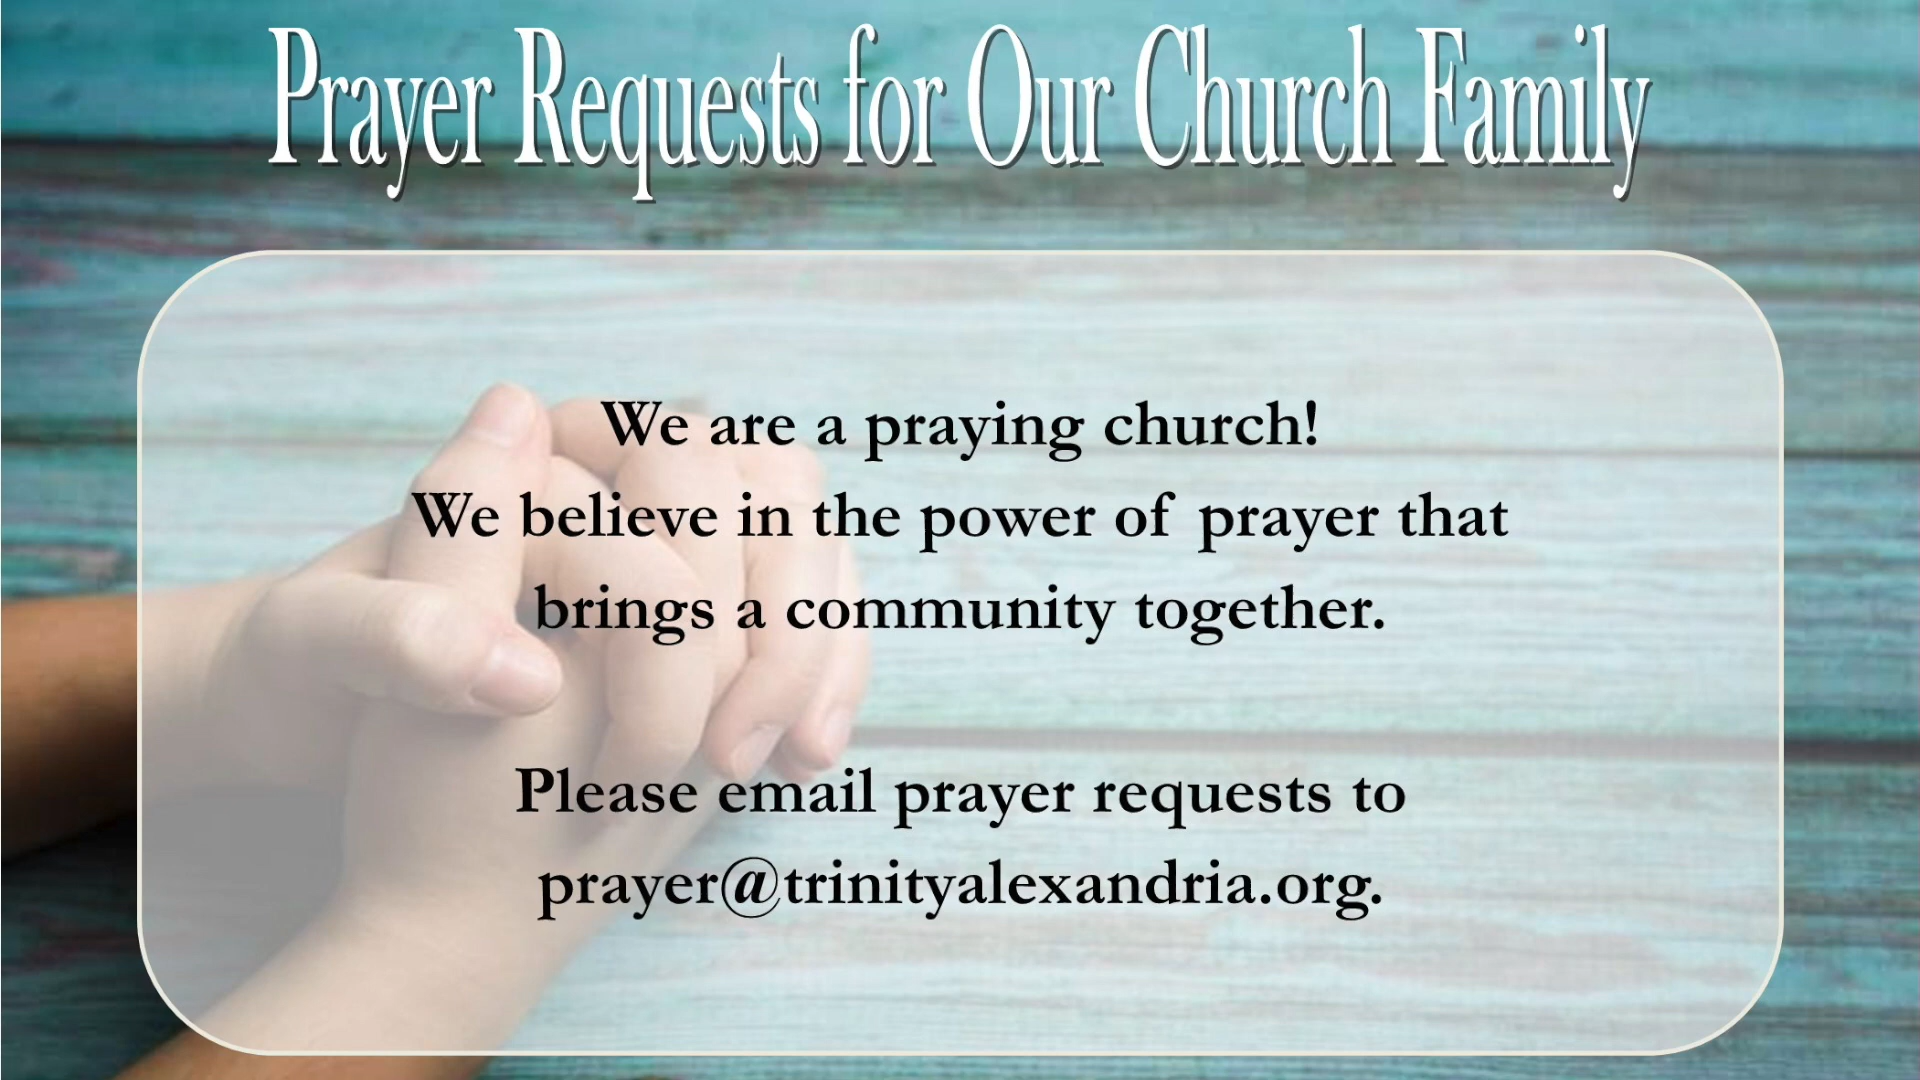 Prayer Requests for Our Church Family
We are a praying church!
We believe in the power of prayer that
brings a community together.
Please email prayer requests to
prayer@trinityalexandria.org.